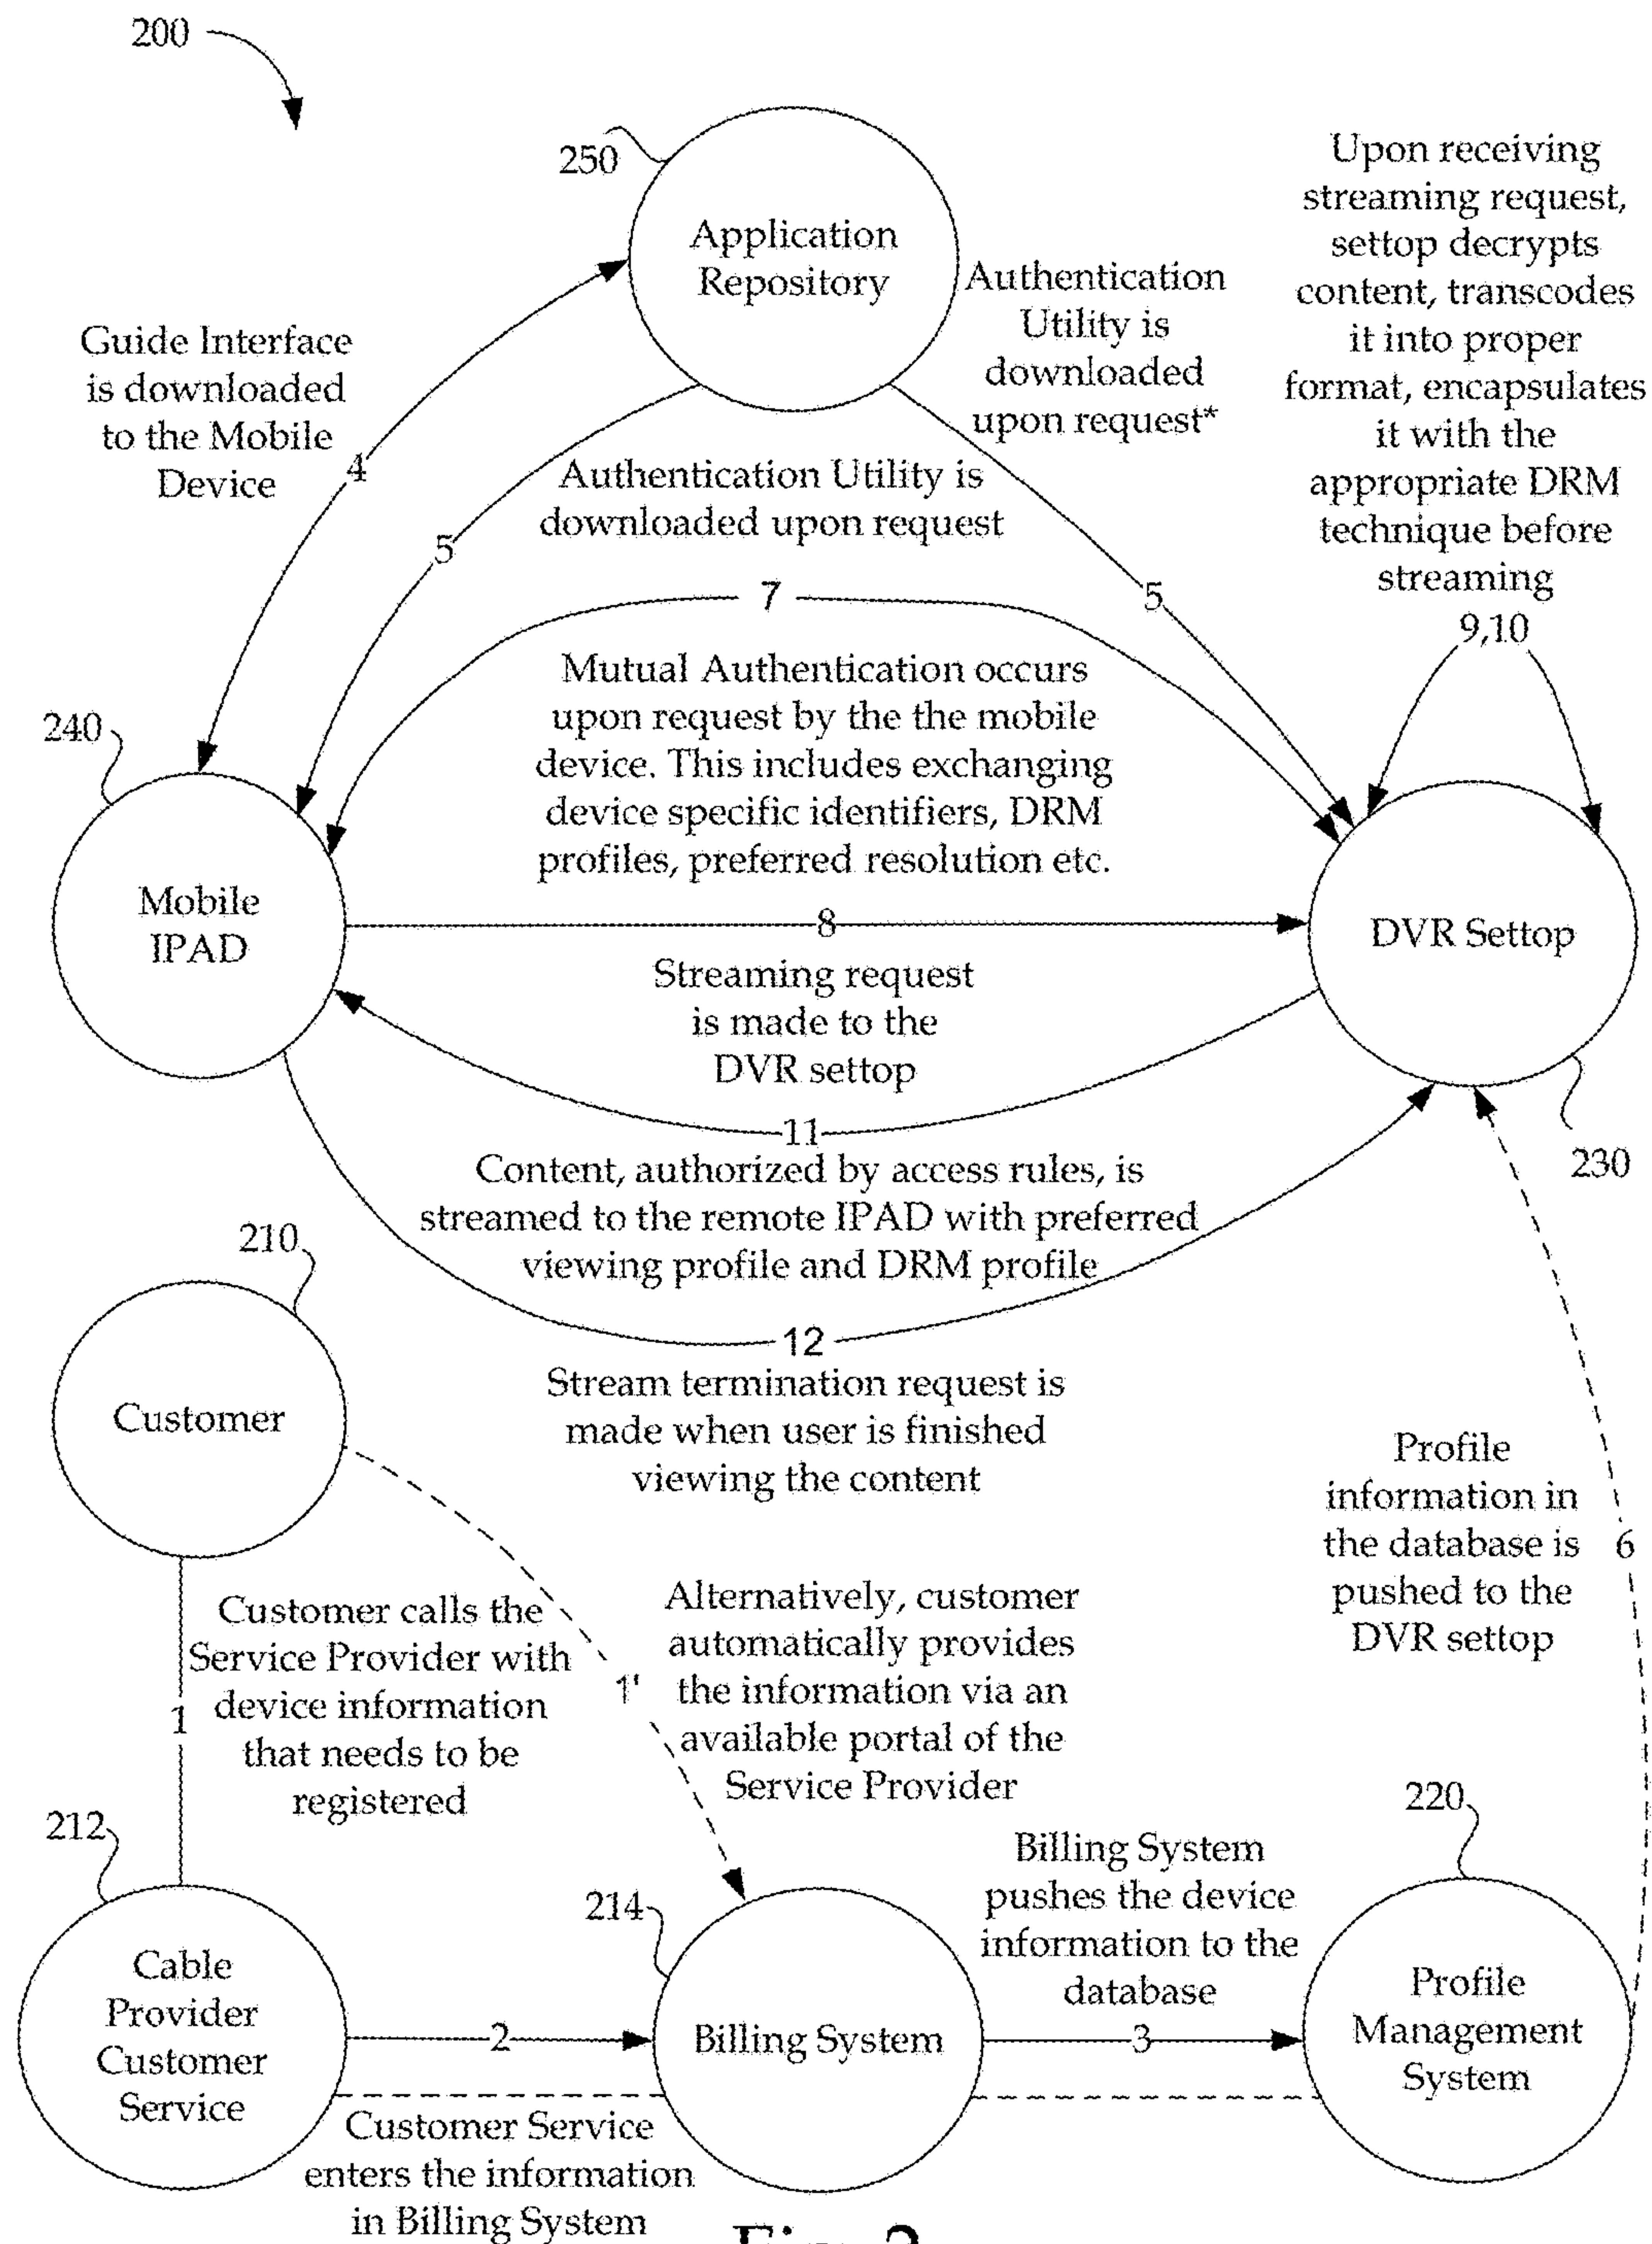 200
250
Application
Repository
Guide Interface
is downloaded
to the Mobile
Device
4
Authentication
Utility is
downloaded
upon request*
Upon receiving
streaming request,
settop decrypts
content, transcodes
it into proper
format, encapsulates
it with the
appropriate DRM
technique before
streaming
9,10
Authentication Utility is
downloaded upon request
5
5
7
Mutual Authentication occurs
upon request by the the mobile
device. This includes exchanging
device specific identifiers, DRM
profiles, preferred resolution etc.
240
Mobile
IPAD
8
DVR Settop
230
Streaming request
is made to the
DVR settop
11
Content, authorized by access rules, is
streamed to the remote IPAD with preferred
viewing profile and DRM profile
12
Stream termination request is
made when user is finished
viewing the content
210
Customer
Profile
information in
the database is
pushed to the
DVR settop
6
1
Customer calls the
Service Provider with
device information
that needs to be
registered
1'
Alternatively, customer
automatically provides
the information via an
available portal of the
Service Provider
212
Cable
Provider
Customer
Service
2
Customer Service
enters the information
in Billing System
214
Billing System
Billing System
pushes the device
information to the
database
3
220
Profile
Management
System